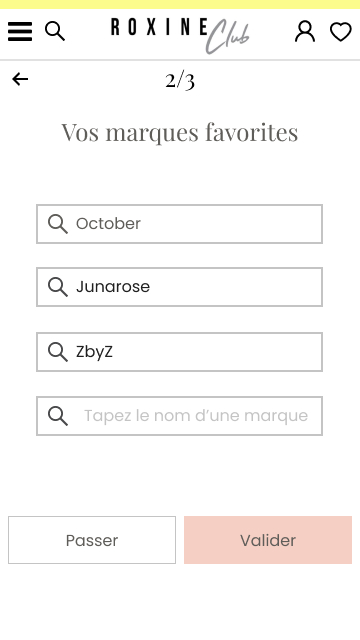 ROXINE Club
2/3
Vos marques favorites
October
Junarose
ZbyZ
Tapez le nom d'une marque
Passer
Valider